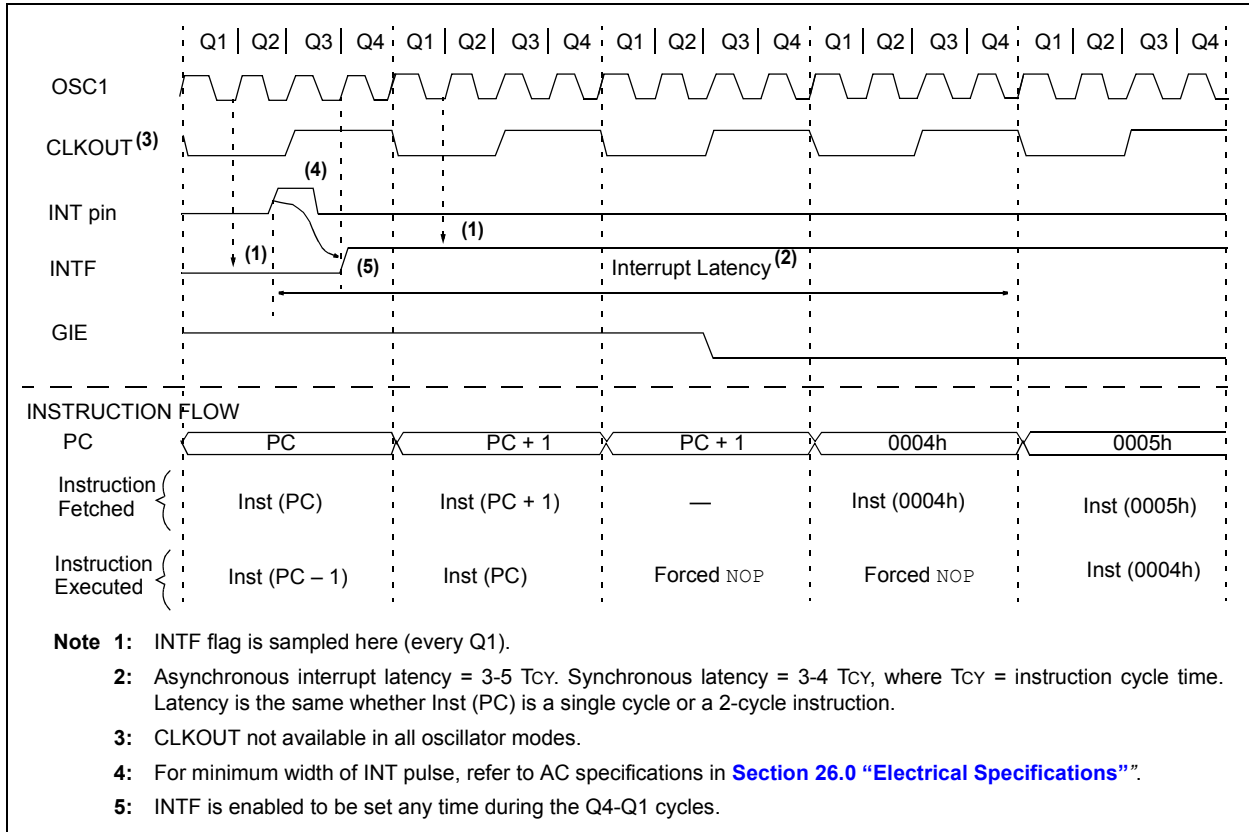 Q1 Q2 Q3 Q4 Q1 Q2 Q3 Q4 Q1 Q2 Q3 Q4 Q1 Q2 Q3 Q4 Q1 Q2 Q3 Q4
OSC1
CLKOUT (3)
(4)
INT pin
(1)
(1)
INTF
(5)
Interrupt Latency (2)
GIE
INSTRUCTION FLOW
PC PC PC + 1 PC + 1 0004h 0005h
Instruction
Fetched
Inst (PC) Inst (PC + 1) — Inst (0004h) Inst (0005h)
Instruction
Executed
Inst (PC – 1) Inst (PC) Forced NOP Forced NOP Inst (0004h)
Note 1: INTF flag is sampled here (every Q1).
2: Asynchronous interrupt latency = 3-5 TCY. Synchronous latency = 3-4 TCY, where TCY = instruction cycle time.
Latency is the same whether Inst (PC) is a single cycle or a 2-cycle instruction.
3: CLKOUT not available in all oscillator modes.
4: For minimum width of INT pulse, refer to AC specifications in Section 26.0 “Electrical Specifications””.
5: INTF is enabled to be set any time during the Q4-Q1 cycles.